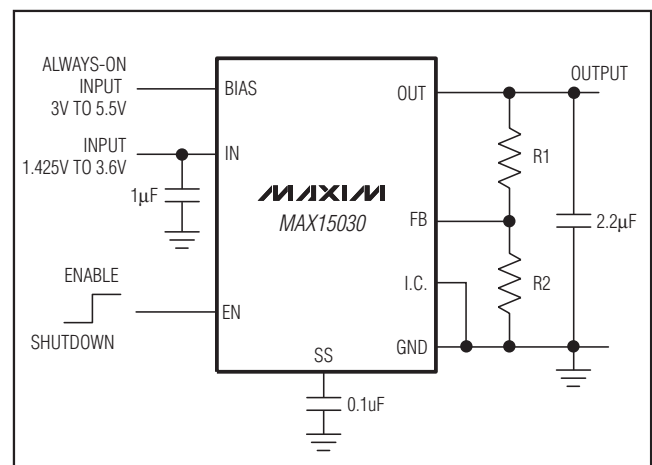 ALWAYS-ON
INPUT
3V TO 5.5V
INPUT
1.425V TO 3.6V
1µF
ENABLE
SHUTDOWN
BIAS
IN
EN
SS
MAXIM
MAX15030
OUT
FB
I.C.
GND
0.1uF
OUTPUT
R1
R2
2.2µF